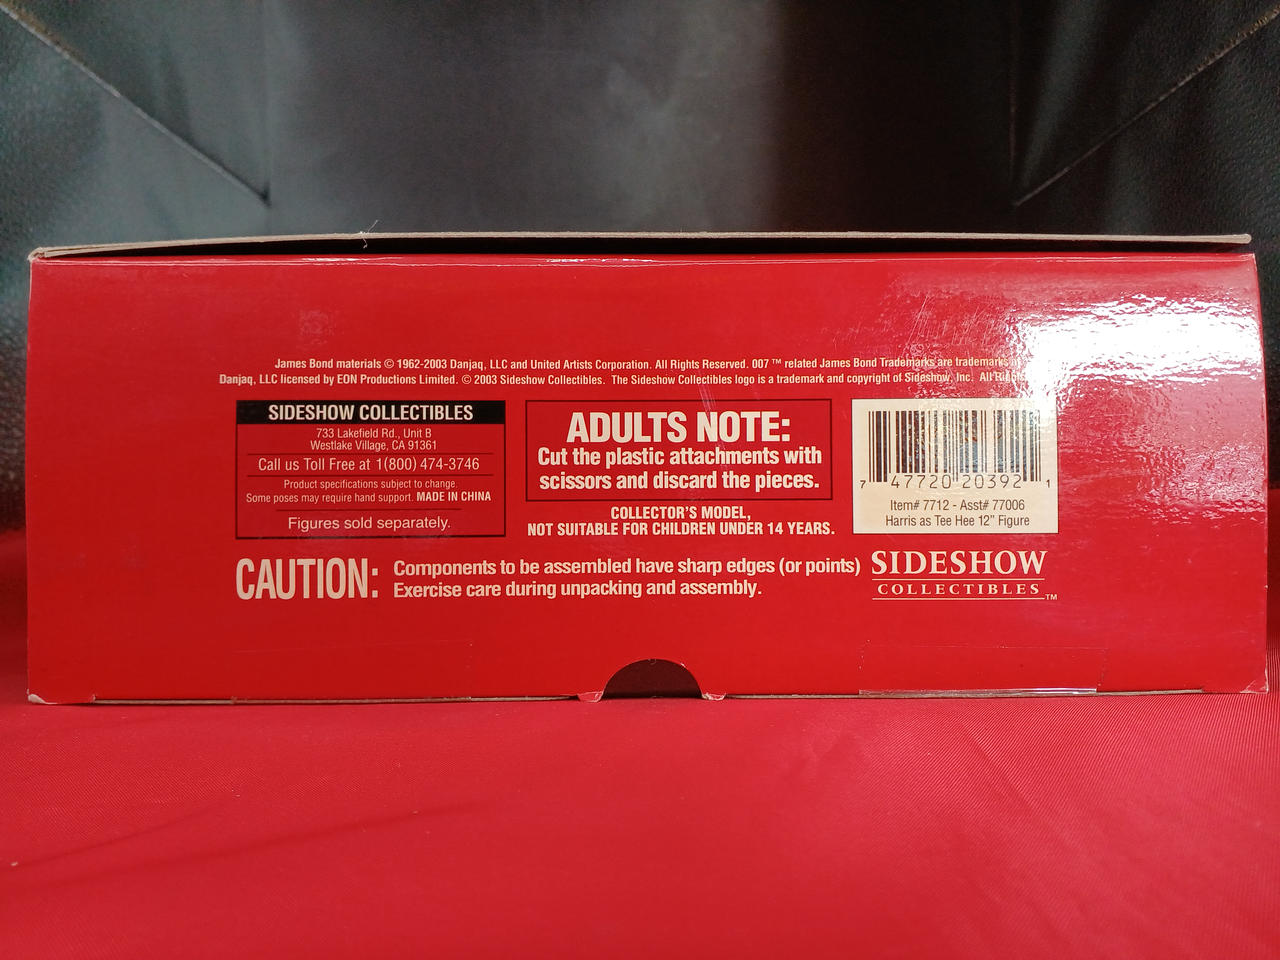 James Bond materials © 1962-2003 Danjaq, LLC and United Artists Corporation. All Rights Reserved. 007 ™ related James Bond Trademarks are trademarks
Danjaq, LLC licensed by EON Productions Limited. © 2003 Sideshow Collectibles. The Sideshow Collectibles logo is a trademark and copyright of Sideshow, Inc. All
SIDESHOW COLLECTIBLES
733 Lakefield Rd., Unit B
Westlake Village, CA 91361
Call us Toll Free at 1(800) 474-3746
Product specifications subject to change.
Some poses may require hand support. MADE IN CHINA
Figures sold separately.
ADULTS NOTE:
Cut the plastic attachments with
scissors and discard the pieces.
COLLECTOR'S MODEL,
NOT SUITABLE FOR CHILDREN UNDER 14 YEARS.
7 47720 20392 1
Item# 7712 - Asst# 77006
Harris as Tee Hee 12" Figure
CAUTION: Components to be assembled have sharp edges (or points)
Exercise care during unpacking and assembly.
SIDESHOW
COLLECTIBLES™